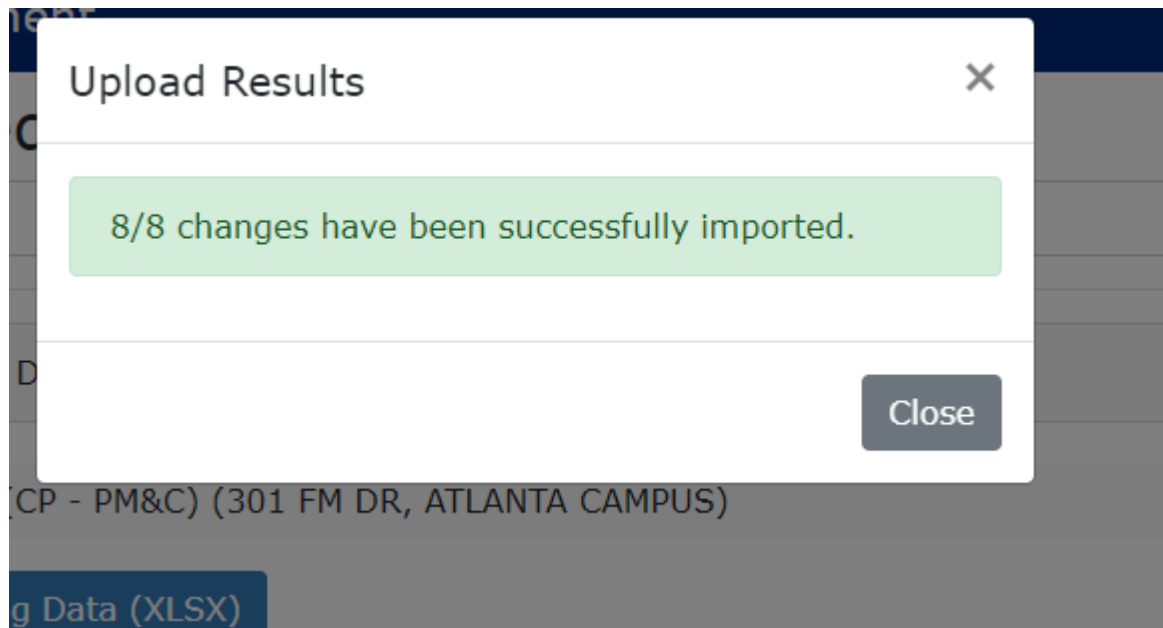 Upload Results
×
8/8 changes have been successfully imported.
D
Close
(CP - PM&C) (301 FM DR, ATLANTA CAMPUS)
g Data (XLSX)